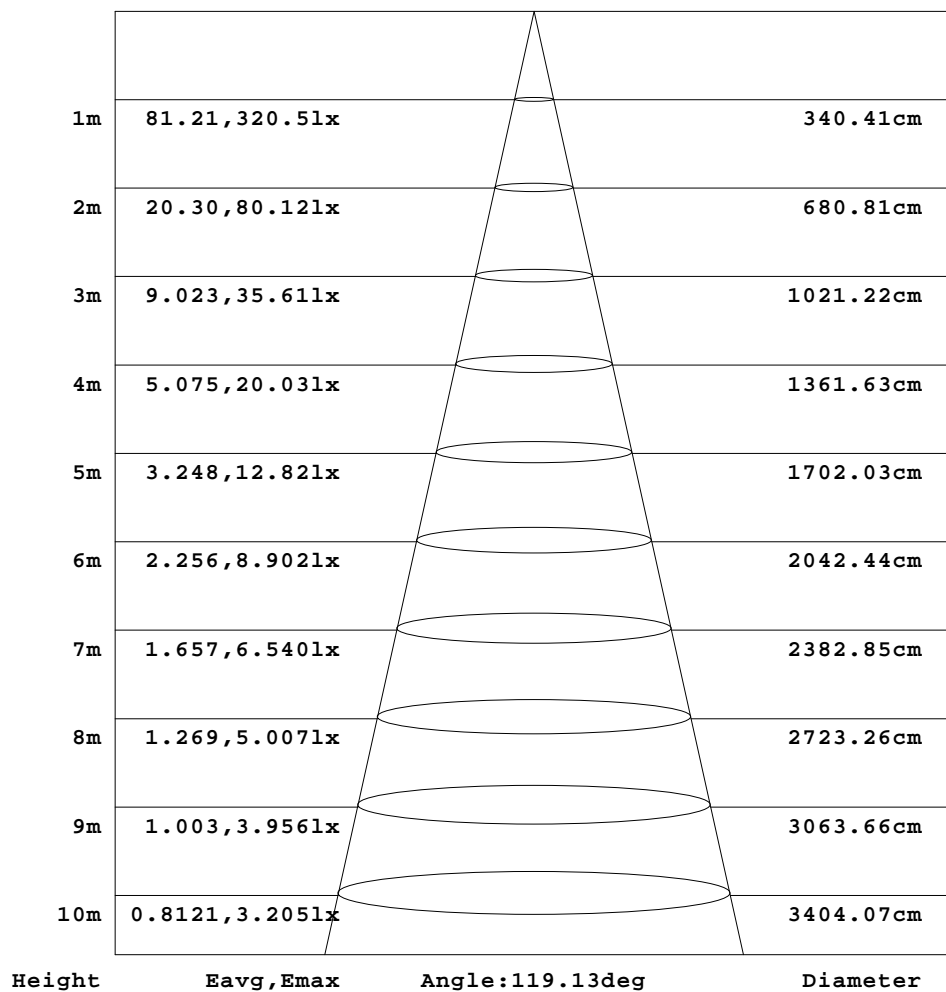 1m 81.21,320.5lx 340.41cm
2m 20.30,80.12lx 680.81cm
3m 9.023,35.61lx 1021.22cm
4m 5.075,20.03lx 1361.63cm
5m 3.248,12.82lx 1702.03cm
6m 2.256,8.902lx 2042.44cm
7m 1.657,6.540lx 2382.85cm
8m 1.269,5.007lx 2723.26cm
9m 1.003,3.956lx 3063.66cm
10m 0.8121,3.205lx 3404.07cm
Height Eavg,Emax Angle:119.13deg Diameter